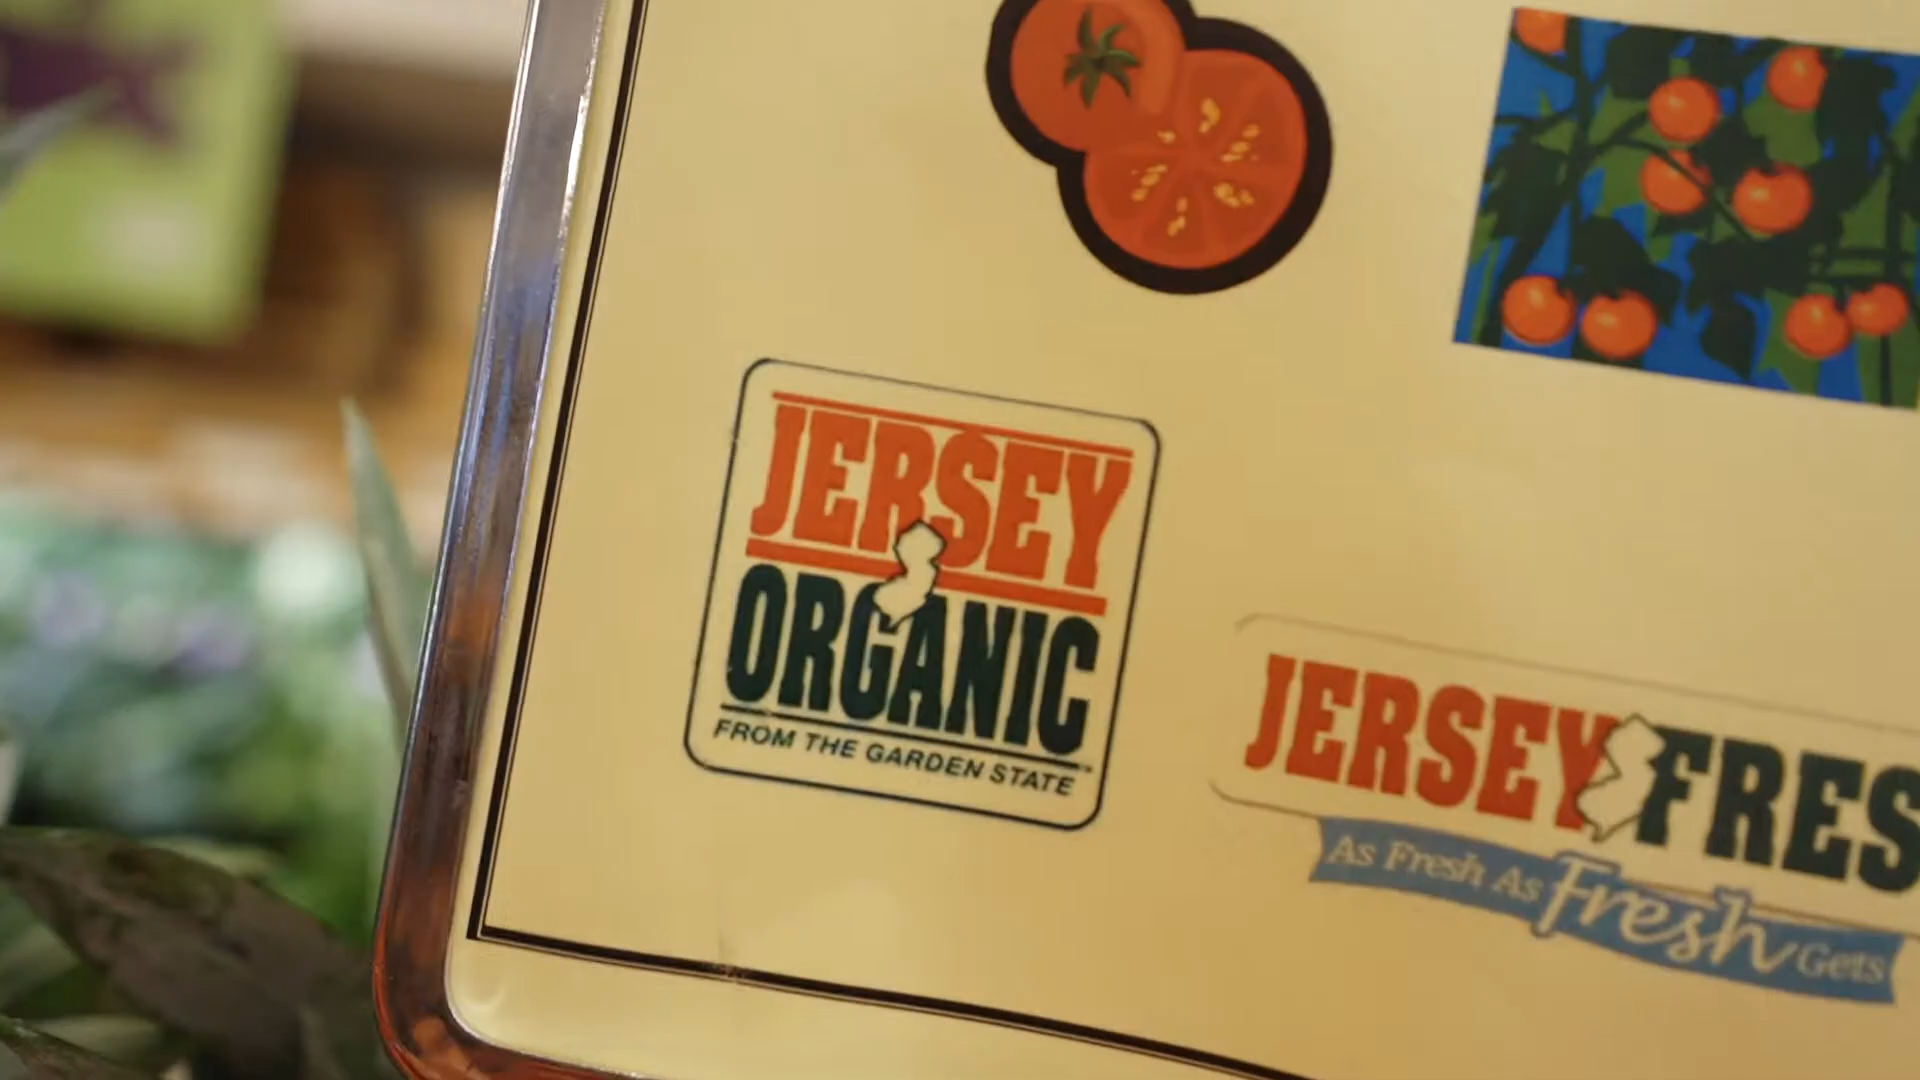 JERSEY
ORGANIC
FROM THE GARDEN STATE
JERSEY FRES
As Fresh As Fresh Gets